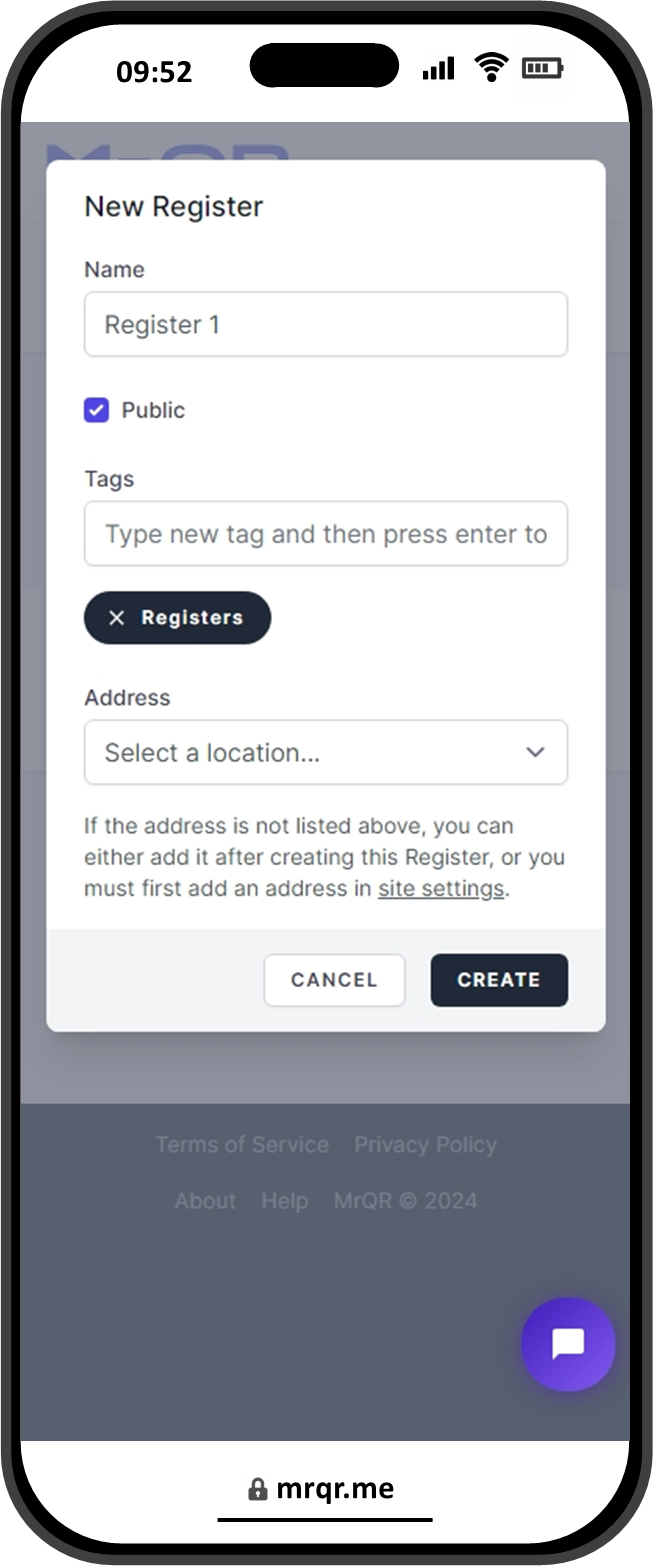 09:52
New Register
Name
Register 1
Public
Tags
Type new tag and then press enter to
Registers
Address
Select a location...
If the address is not listed above, you can
either add it after creating this Register, or you
must first add an address in site settings.
CANCEL
CREATE
Terms of Service
Privacy Policy
About
Help
MrQR © 2024
mrqr.me